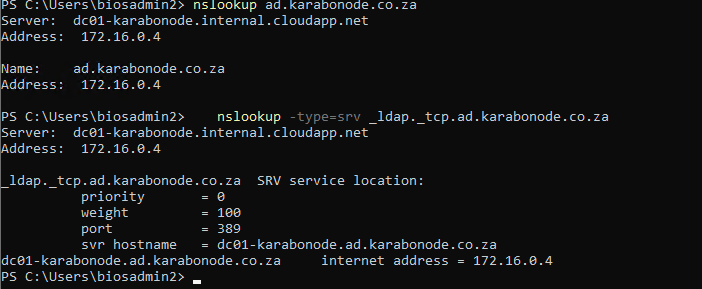 PS C:\Users\biosadmin2> nslookup ad.karabonode.co.za
Server:  dc01-karabonode.internal.cloudapp.net
Address:  172.16.0.4

Name:    ad.karabonode.co.za
Address:  172.16.0.4

PS C:\Users\biosadmin2>    nslookup -type=srv _ldap._tcp.ad.karabonode.co.za
Server:  dc01-karabonode.internal.cloudapp.net
Address:  172.16.0.4

_ldap._tcp.ad.karabonode.co.za  SRV service location:
          priority       = 0
          weight         = 100
          port           = 389
          svr hostname   = dc01-karabonode.ad.karabonode.co.za
dc01-karabonode.ad.karabonode.co.za     internet address = 172.16.0.4
PS C:\Users\biosadmin2>